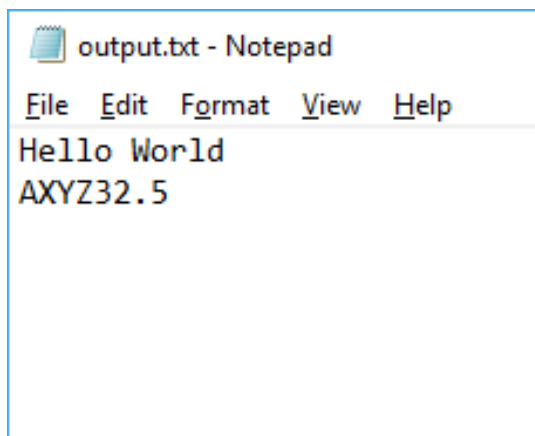 output.txt - Notepad
File Edit Format View Help
Hello World
AXYZ32.5